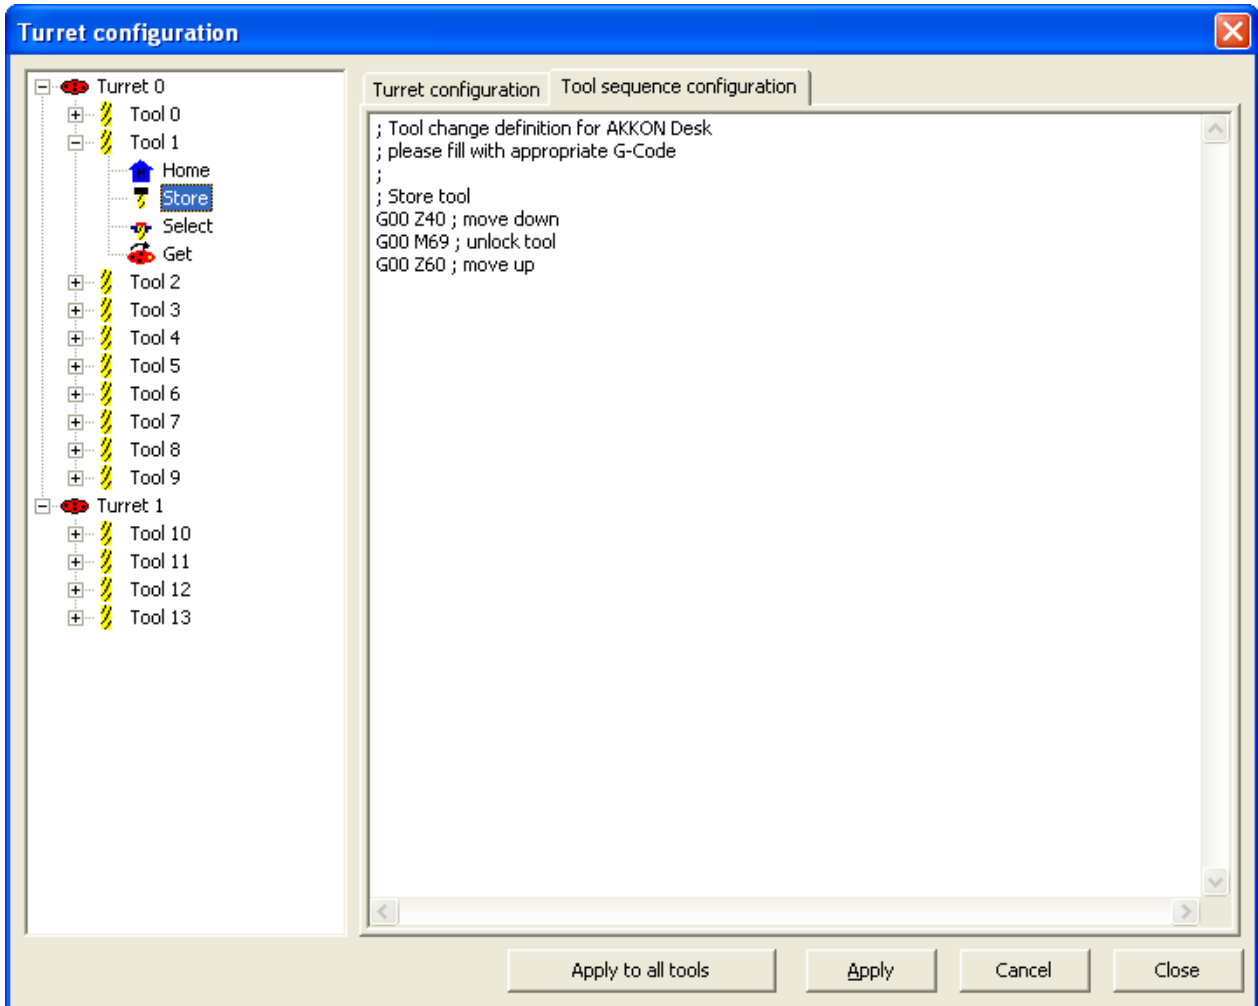 Turret configuration
Turret 0
Tool 0
Tool 1
Home
Store
Select
Get
Tool 2
Tool 3
Tool 4
Tool 5
Tool 6
Tool 7
Tool 8
Tool 9
Turret 1
Tool 10
Tool 11
Tool 12
Tool 13
Turret configuration
Tool sequence configuration
; Tool change definition for AKKON Desk
; please fill with appropriate G-Code
;
; Store tool
G00 Z40 ; move down
G00 M69 ; unlock tool
G00 Z60 ; move up
Apply to all tools
Apply
Cancel
Close